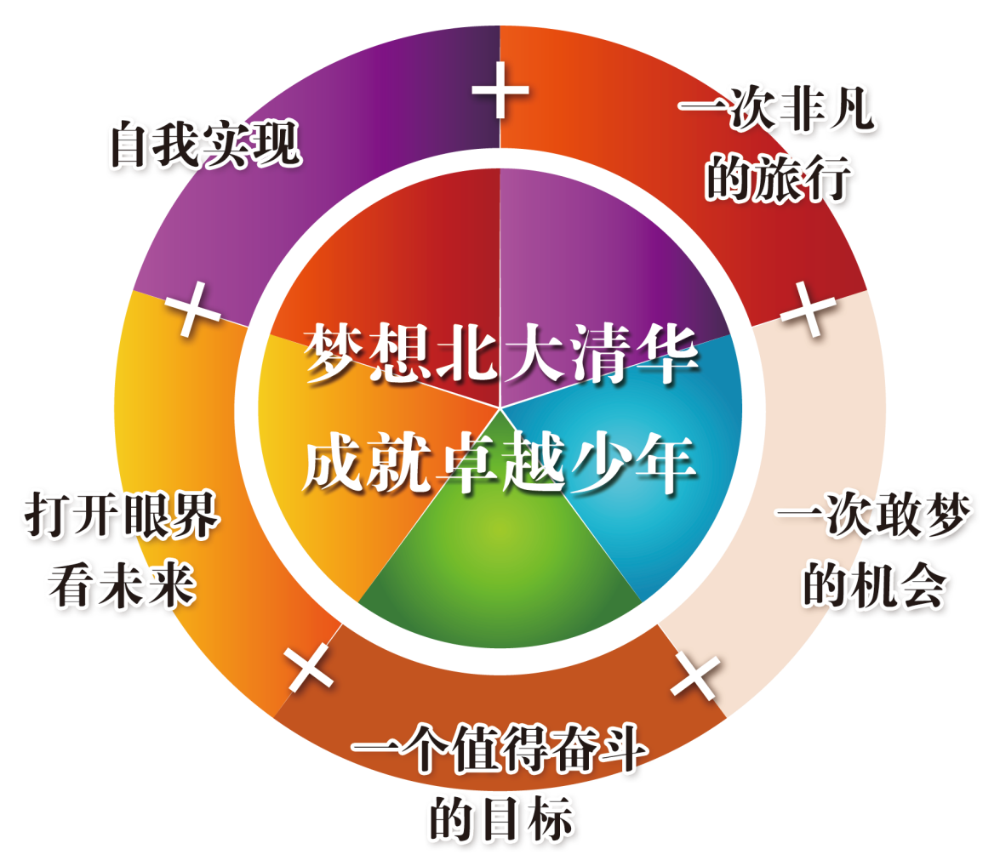 自我实现
一次非凡
的旅行
梦想北大清华
成就卓越少年
打开眼界
看未来
一次敢梦
的机会
一个值得奋斗
的目标